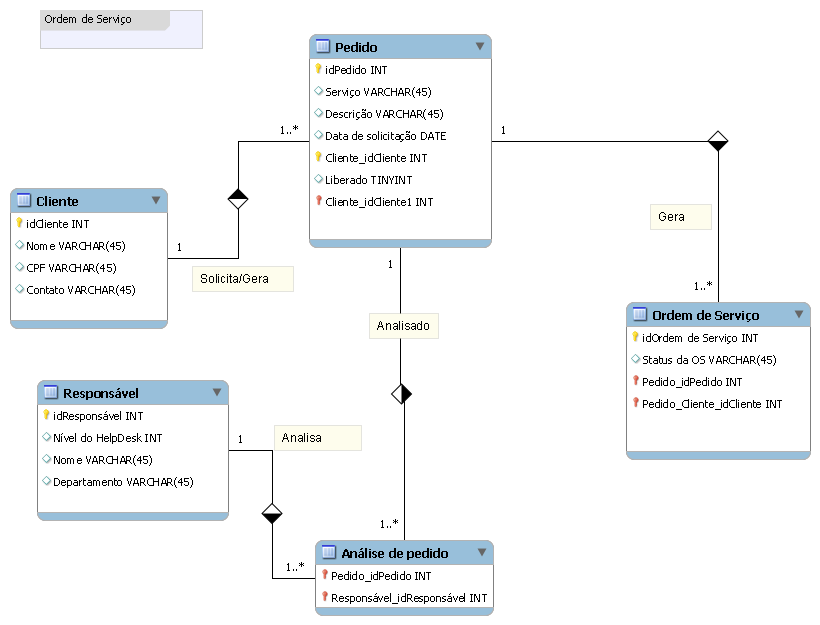 Ordem de Serviço
Pedido
idPedido INT
Serviço VARCHAR(45)
Descrição VARCHAR(45)
Data de solicitação DATE
Cliente_idCliente INT
Liberado TINYINT
Cliente_idCliente1 INT
1..*
1
Cliente
idCliente INT
Nome VARCHAR(45)
CPF VARCHAR(45)
Contato VARCHAR(45)
1
Solicita/Gera
Gera
1..*
1
Analisado
Ordem de Serviço
idOrdem de Serviço INT
Status da OS VARCHAR(45)
Pedido_idPedido INT
Pedido_Cliente_idCliente INT
Responsável
idResponsável INT
Nível do HelpDesk INT
Nome VARCHAR(45)
Departamento VARCHAR(45)
1
Analisa
1..*
1..*
Análise de pedido
Pedido_idPedido INT
Responsável_idResponsável INT